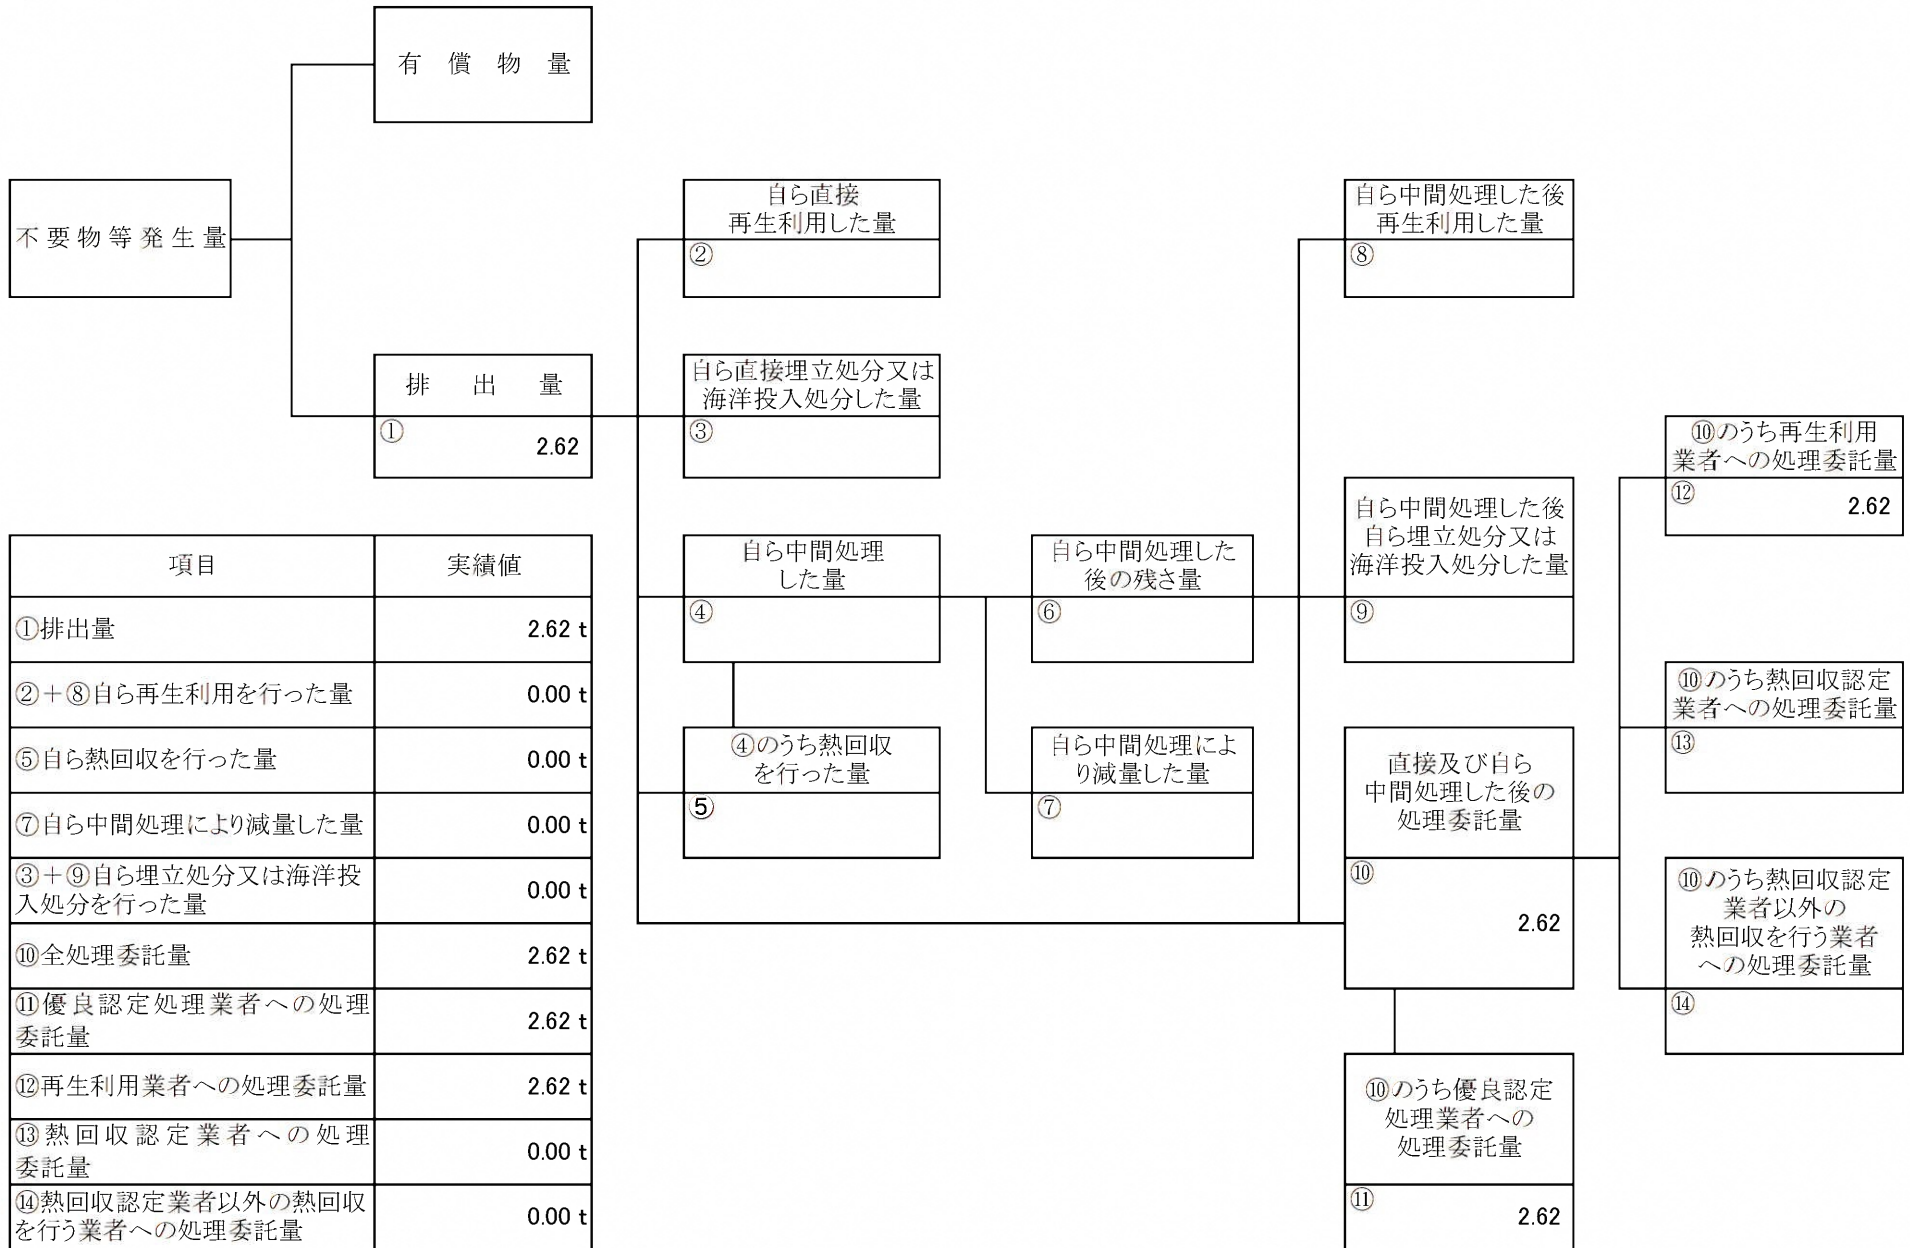 有償物量
不要物等発生量
自ら直接
再生利用した量
②
自ら中間処理した後
再生利用した量
⑧
排出量
①
2.62
自ら直接埋立処分又は
海洋投入処分した量
③
⑩のうち再生利用
業者への処理委託量
⑫
2.62
自ら中間処理した後
自ら埋立処分又は
海洋投入処分した量
⑨
自ら中間処理
した量
④
自ら中間処理した
後の残さ量
⑥
⑩のうち熱回収認定
業者への処理委託量
⑬
④のうち熱回収
を行った量
⑤
自ら中間処理によ
り減量した量
⑦
直接及び自ら
中間処理した後の
処理委託量
⑩
2.62
⑩のうち熱回収認定
業者以外の
熱回収を行う業者
への処理委託量
⑭
⑩のうち優良認定
処理業者への
処理委託量
⑪
2.62
項目 実績値
①排出量 2.62 t
②+⑧自ら再生利用を行った量 0.00 t
⑤自ら熱回収を行った量 0.00 t
⑦自ら中間処理により減量した量 0.00 t
③+⑨自ら埋立処分又は海洋投
入処分を行った量 0.00 t
⑩全処理委託量 2.62 t
⑪優良認定処理業者への処理
委託量 2.62 t
⑫再生利用業者への処理委託量 2.62 t
⑬熱回収認定業者への処理
委託量 0.00 t
⑭熱回収認定業者以外の熱回収
を行う業者への処理委託量 0.00 t